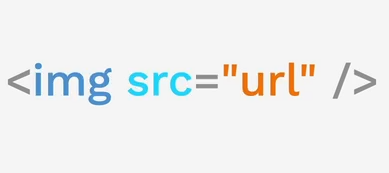 <img src="url" />